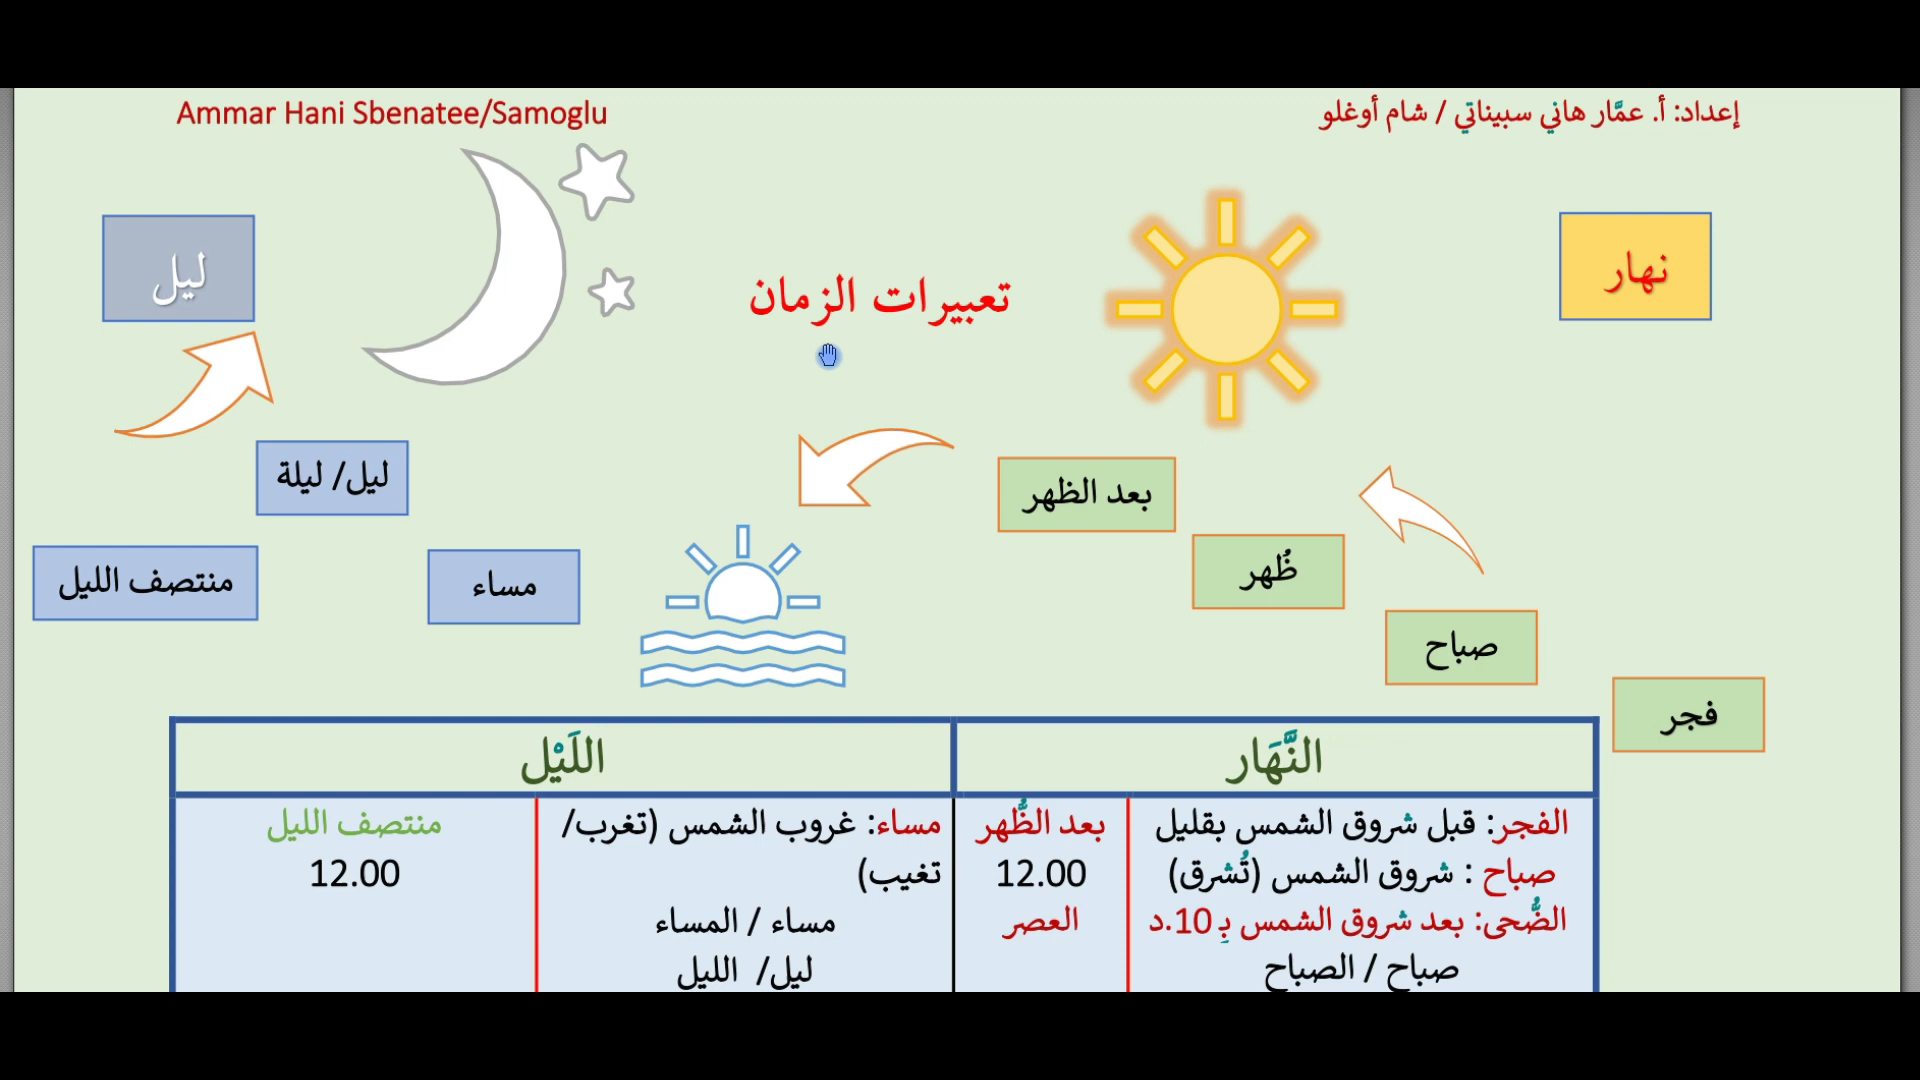 إعداد: أ. عمَّار هاني سبيناتي / شام أوغلو
Ammar Hani Sbenatee/Samoglu
نهار
ليل
تعبيرات الزمان
ليل/ ليلة
بعد الظهر
ظُهر
مساء
منتصف الليل
صباح
فجر
النَّهَار
اللَيْل
الفجر: قبل شروق الشمس بقليل
صباح : شروق الشمس (تُشرق)
الضُّحى: بعد شروق الشمس بِـ 10.د
صباح / الصباح
بعد الظُّهر
12.00
العصر
مساء: غروب الشمس (تغرب/
تغيب)
مساء / المساء
ليل/ الليل
منتصف الليل
12.00